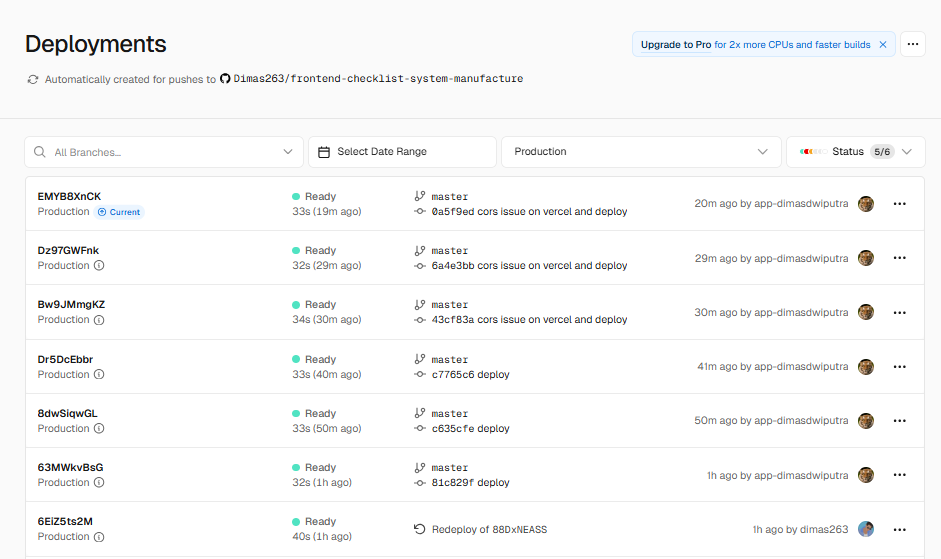 Deployments
Upgrade to Pro for 2x more CPUs and faster builds
Automatically created for pushes to Dimas263/frontend-checklist-system-manufacture
All Branches...
Select Date Range
Production
Status 5/6
EMYB8XnCK
Production Current
Ready
33s (19m ago)
master
0a5f9ed cors issue on vercel and deploy
20m ago by app-dimasdwiputra
Dz97GWFnk
Production
Ready
32s (29m ago)
master
6a4e3bb cors issue on vercel and deploy
29m ago by app-dimasdwiputra
Bw9JMmgKZ
Production
Ready
34s (30m ago)
master
43cf83a cors issue on vercel and deploy
30m ago by app-dimasdwiputra
Dr5DcEbbr
Production
Ready
33s (40m ago)
master
c7765c6 deploy
41m ago by app-dimasdwiputra
8dwSiqwGL
Production
Ready
33s (50m ago)
master
c635cfe deploy
50m ago by app-dimasdwiputra
63MWkvBsG
Production
Ready
32s (1h ago)
master
81c829f deploy
1h ago by app-dimasdwiputra
6EiZ5ts2M
Production
Ready
40s (1h ago)
Redeploy of 88DxNEASS
1h ago by dimas263